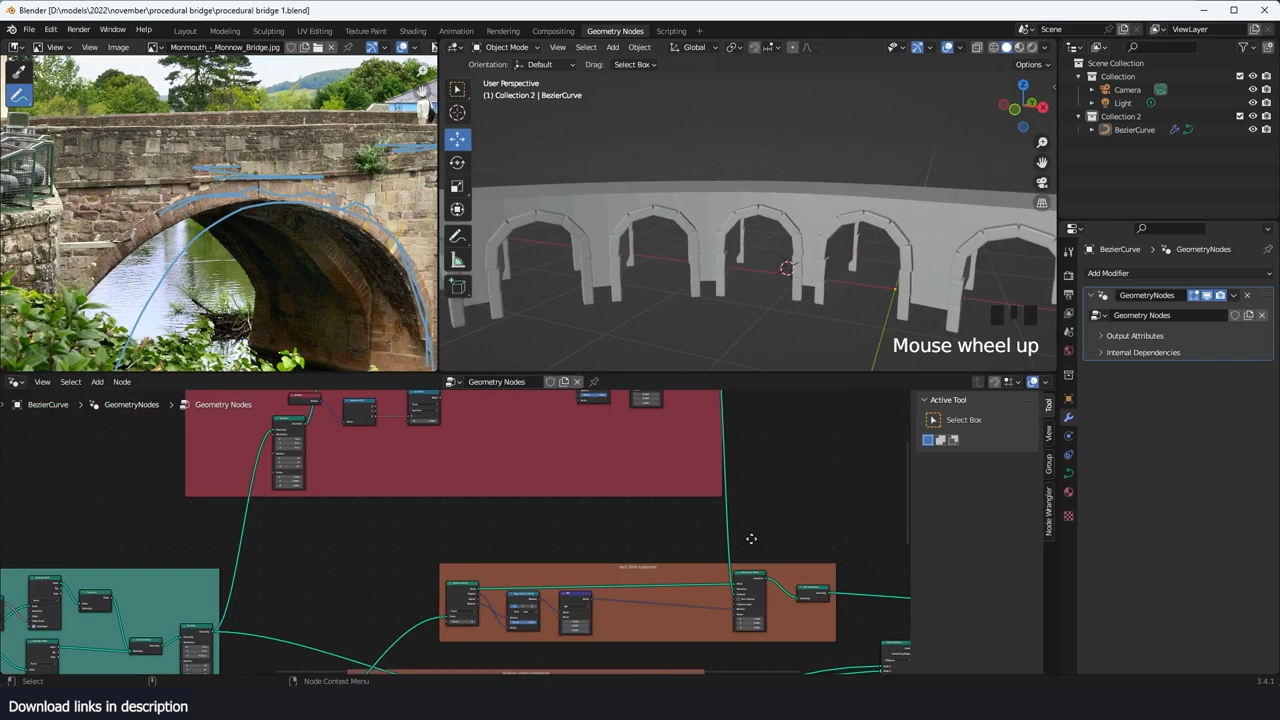 Blender [D:\models\2022\november\procedural bridge\procedural bridge 1.blend]
File Edit Render Window Help Layout Modeling Sculpting UV Editing Texture Paint Shading Animation Rendering Compositing Geometry Nodes Scripting Scene ViewLayer
View Image Monmouth_-_Monnow_Bridge.jpg Object Mode View Select Add Object Global
Orientation: Default Drag: Select Box Options
User Perspective
(1) Collection 2 | BezierCurve
Z
X
Y
Scene Collection
Collection
Camera
Light
Collection 2
BezierCurve
BezierCurve GeometryNodes
Add Modifier
GeometryNodes
Geometry Nodes
Output Attributes
Internal Dependencies
Mouse wheel up
View Select Add Node Geometry Nodes
BezierCurve GeometryNodes Geometry Nodes
Active Tool
Select Box
Tool
View
Group
Node Wrangler
Select Node Context Menu 3.4.1
Download links in description